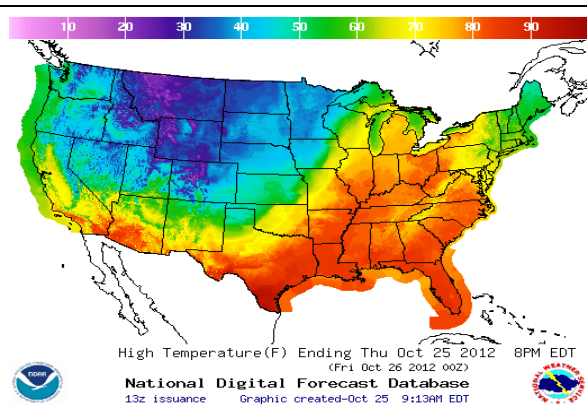 10 20 30 40 50 60 70 80 90
High Temperature(F) Ending Thu Oct 25 2012 8PM EDT
(Fri Oct 26 2012 00Z)
National Digital Forecast Database
13z issuance Graphic created-Oct 25 9:13AM EDT
noaa